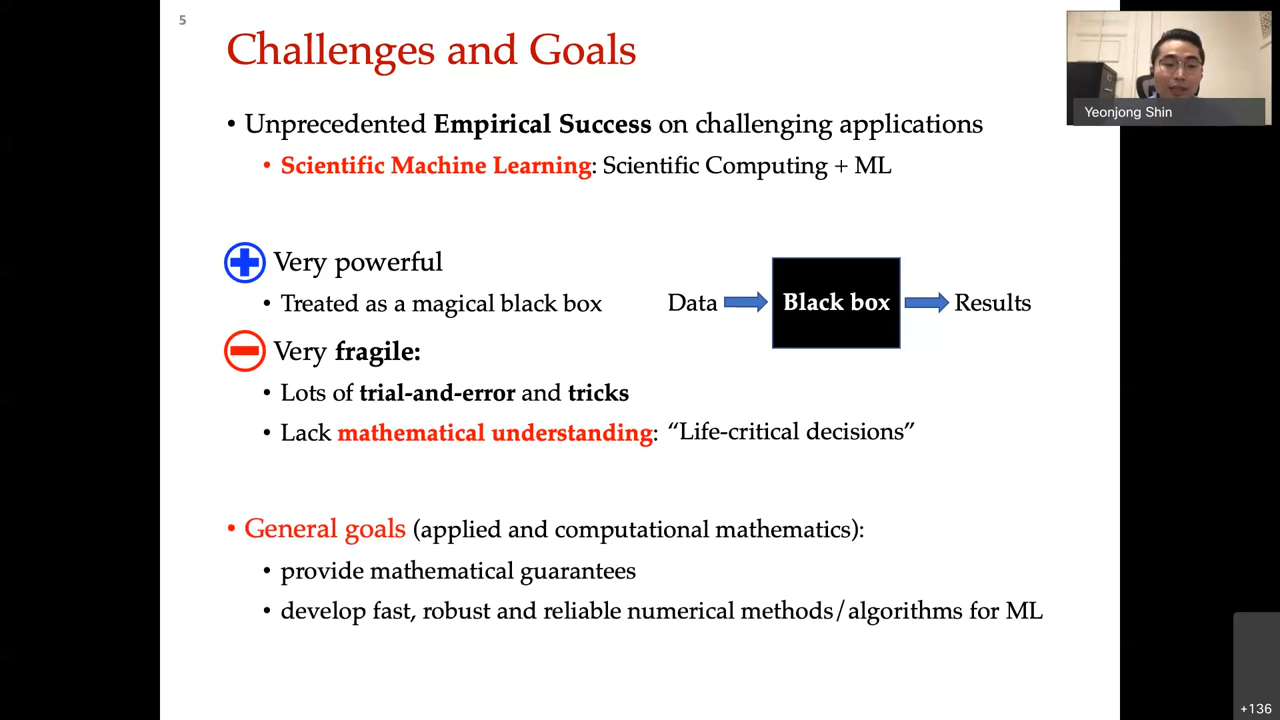 5
Challenges and Goals
• Unprecedented Empirical Success on challenging applications
• Scientific Machine Learning: Scientific Computing + ML
Very powerful
• Treated as a magical black box
Data
Black box
Results
Very fragile:
• Lots of trial-and-error and tricks
• Lack mathematical understanding: “Life-critical decisions”
• General goals (applied and computational mathematics):
• provide mathematical guarantees
• develop fast, robust and reliable numerical methods/algorithms for ML
Yeonjong Shin
+136